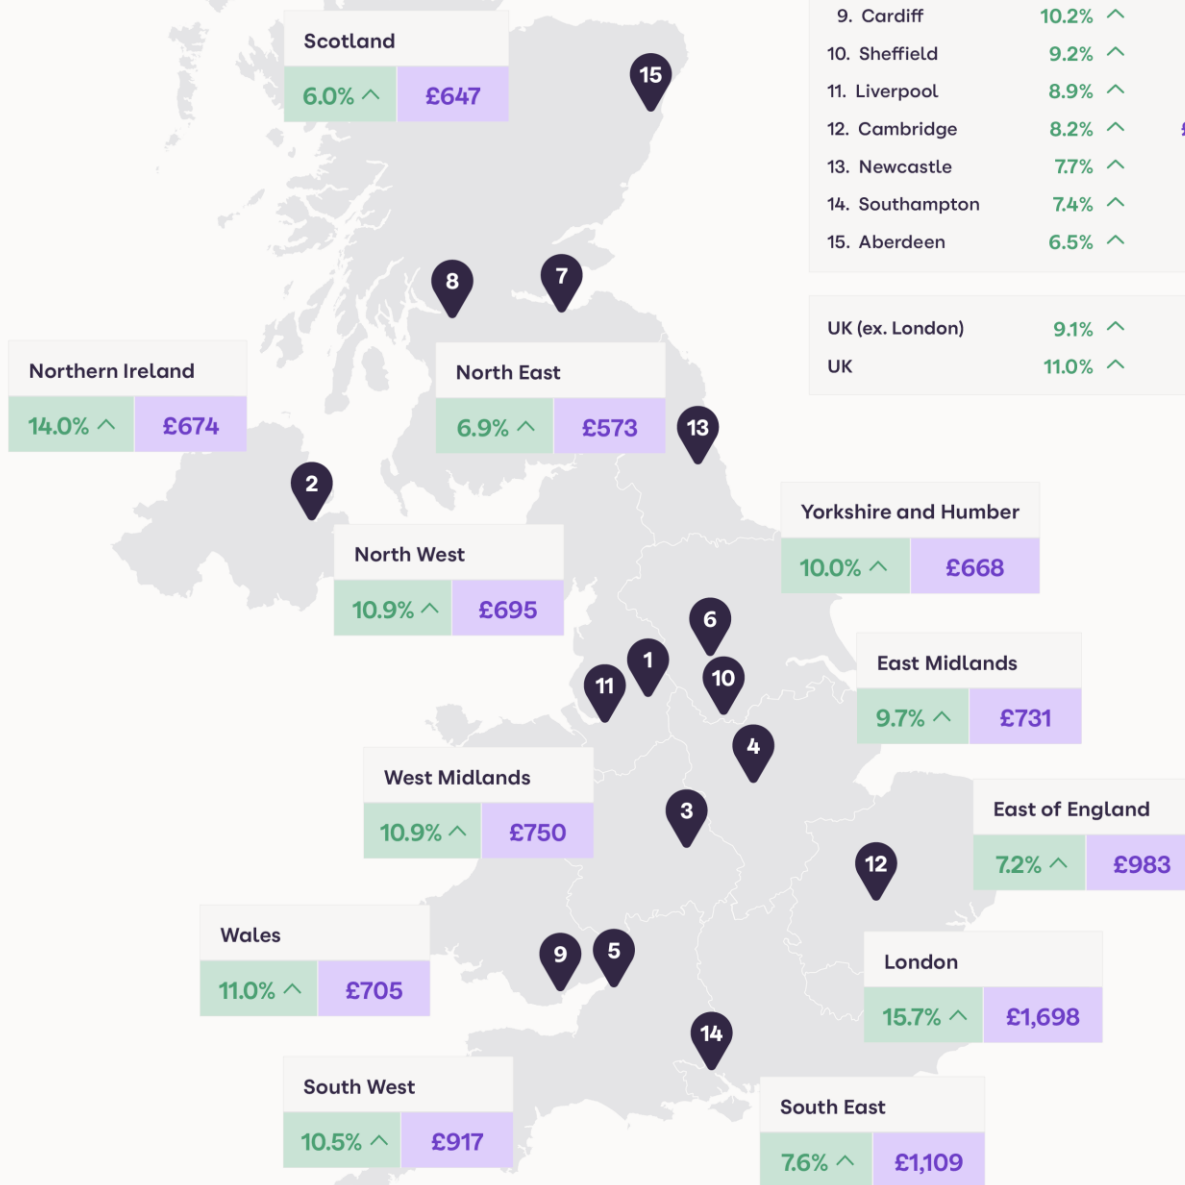 Scotland
6.0% £647
15
9. Cardiff 10.2%
10. Sheffield 9.2%
11. Liverpool 8.9%
12. Cambridge 8.2%
13. Newcastle 7.7%
14. Southampton 7.4%
15. Aberdeen 6.5%
UK (ex. London) 9.1%
UK 11.0%
8
7
Northern Ireland
14.0% £674
North East
6.9% £573
13
2
North West
10.9% £695
Yorkshire and Humber
10.0% £668
6
1
11
10
East Midlands
9.7% £731
4
West Midlands
10.9% £750
3
East of England
7.2% £983
12
Wales
11.0% £705
9
5
London
15.7% £1,698
14
South West
10.5% £917
South East
7.6% £1,109